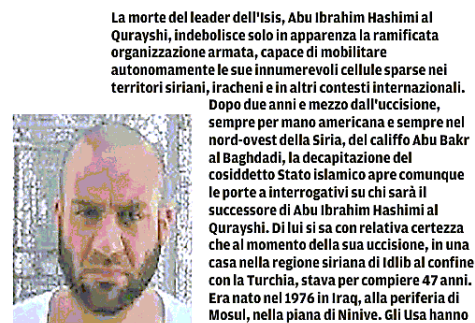 La morte del leader dell'Isis, Abu Ibrahim Hashimi al
Qurayshi, indebolisce solo in apparenza la ramificata
organizzazione armata, capace di mobilitare
autonomamente le sue innumerevoli cellule sparse nei
territori siriani, iracheni e in altri contesti internazionali.
Dopo due anni e mezzo dall'uccisione,
sempre per mano americana e sempre nel
nord-ovest della Siria, del califfo Abu Bakr
al Baghdadi, la decapitazione del
cosiddetto Stato islamico apre comunque
le porte a interrogativi su chi sarà il
successore di Abu Ibrahim Hashimi al
Qurayshi. Di lui si sa con relativa certezza
che al momento della sua uccisione, in una
casa nella regione siriana di Idlib al confine
con la Turchia, stava per compiere 47 anni.
Era nato nel 1976 in Iraq, alla periferia di
Mosul, nella piana di Ninive. Gli Usa hanno